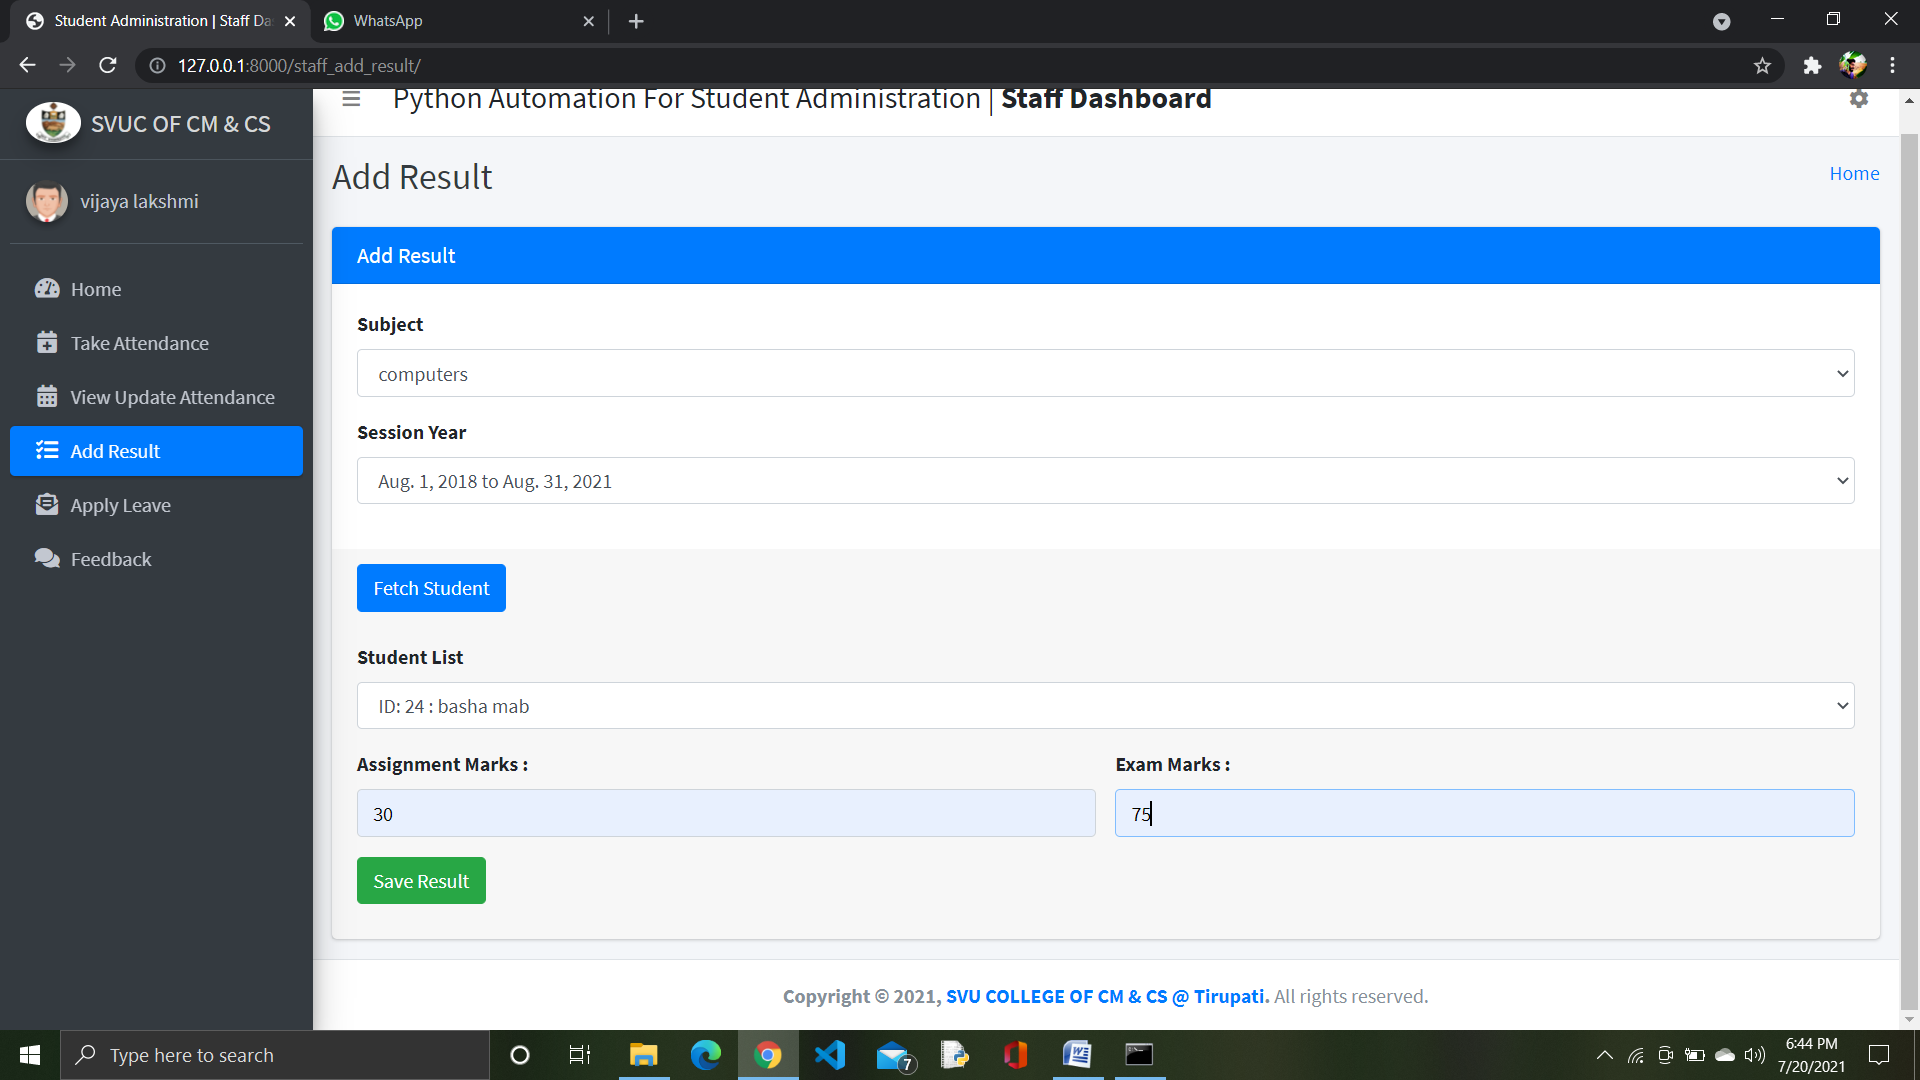 Student Administration | Staff Da
WhatsApp
127.0.0.1:8000/staff_add_result/
SVUC OF CM & CS
Python Automation For Student Administration | Staff Dashboard
vijaya lakshmi
Add Result
Home
Home
Take Attendance
View Update Attendance
Add Result
Apply Leave
Feedback
Add Result
Subject
computers
Session Year
Aug. 1, 2018 to Aug. 31, 2021
Fetch Student
Student List
ID: 24 : basha mab
Assignment Marks :
Exam Marks :
30
75
Save Result
Copyright © 2021, SVU COLLEGE OF CM & CS @ Tirupati. All rights reserved.
Type here to search
7
6:44 PM
7/20/2021